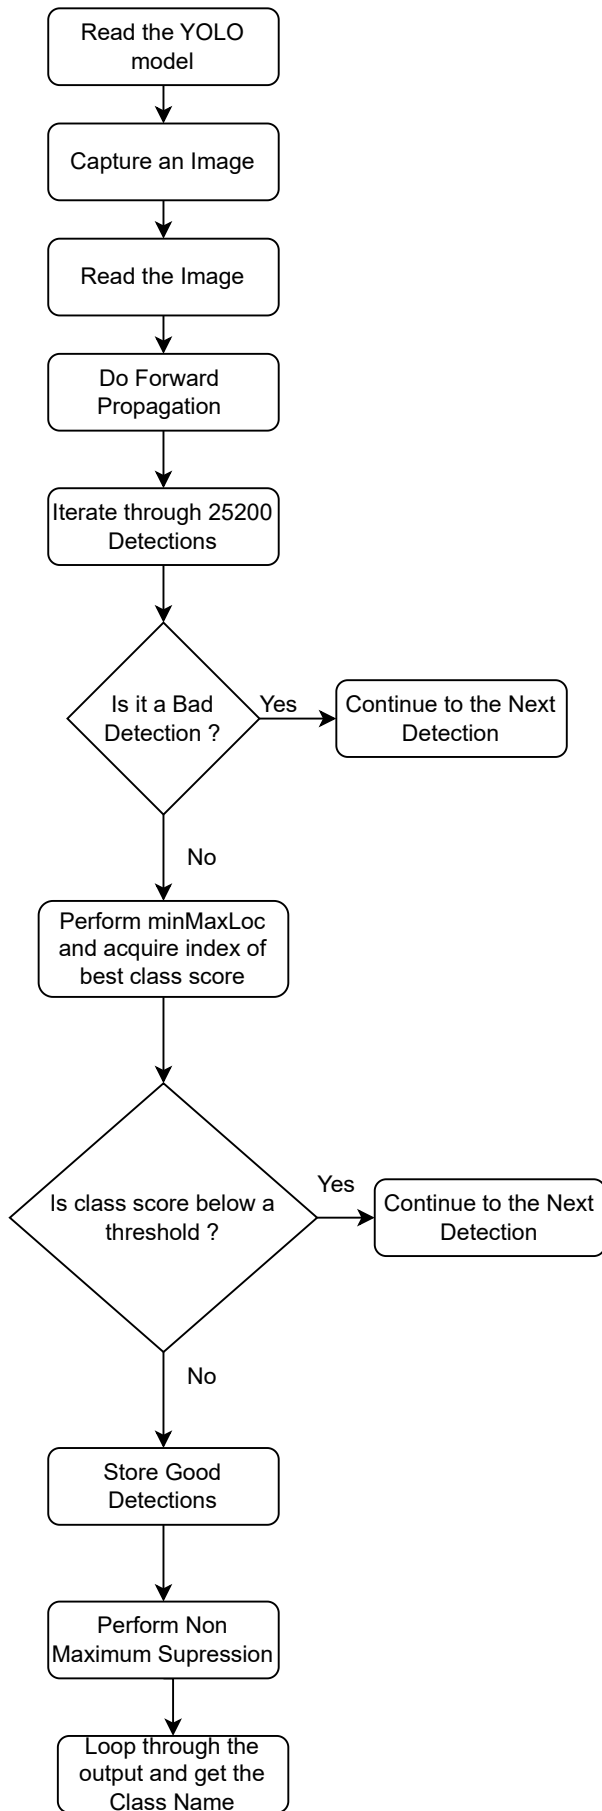 Read the YOLO
model
Capture an Image
Read the Image
Do Forward
Propagation
Iterate through 25200
Detections
Is it a Bad
Detection ?
Yes
Continue to the Next
Detection
No
Perform minMaxLoc
and acquire index of
best class score
Is class score below a
threshold ?
Yes
Continue to the Next
Detection
No
Store Good
Detections
Perform Non
Maximum Supression
Loop through the
output and get the
Class Name